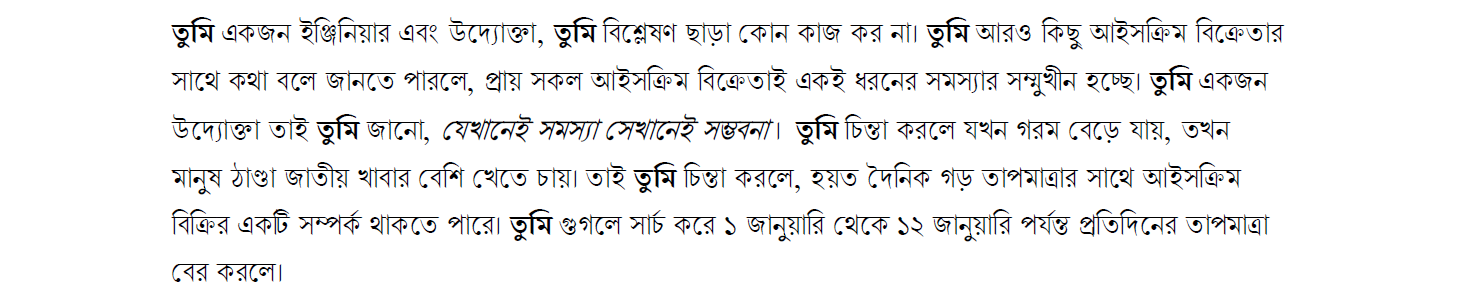 তুমি একজন ইঞ্জিনিয়ার এবং উদ্যোক্তা, তুমি বিশ্লেষণ ছাড়া কোন কাজ কর না। তুমি আরও কিছু আইসক্রিম বিক্রেতার
সাথে কথা বলে জানতে পারলে, প্রায় সকল আইসক্রিম বিক্রেতাই একই ধরনের সমস্যার সম্মুখীন হচ্ছে। তুমি একজন
উদ্যোক্তা তাই তুমি জানো, যেখানেই সমস্যা সেখানেই সম্ভবনা। তুমি চিন্তা করলে যখন গরম বেড়ে যায়, তখন
মানুষ ঠাণ্ডা জাতীয় খাবার বেশি খেতে চায়। তাই তুমি চিন্তা করলে, হয়ত দৈনিক গড় তাপমাত্রার সাথে আইসক্রিম
বিক্রির একটি সম্পর্ক থাকতে পারে। তুমি গুগলে সার্চ করে ১ জানুয়ারি থেকে ১২ জানুয়ারি পর্যন্ত প্রতিদিনের তাপমাত্রা
বের করলে।